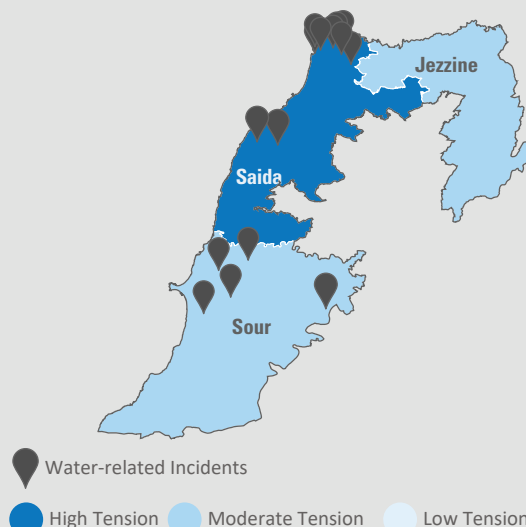 Jezzine
Saida
Sour
Water-related Incidents
High Tension Moderate Tension Low Tension